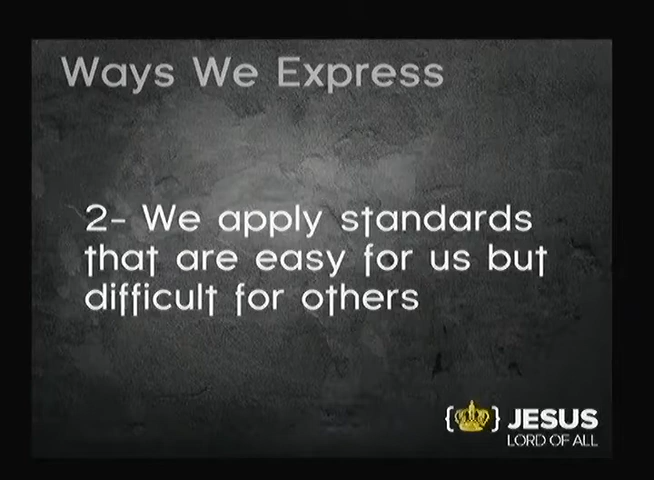 Ways We Express
2- We apply standards
that are easy for us but
difficult for others
{ } JESUS
LORD OF ALL